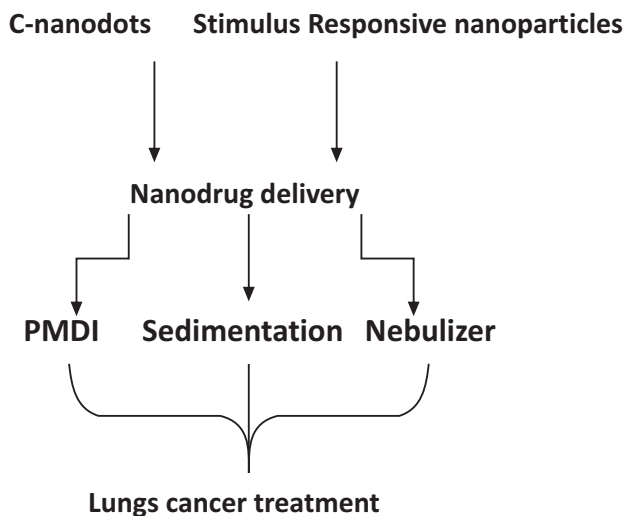 C-nanodots Stimulus Responsive nanoparticles
Nanodrug delivery
PMDI Sedimentation Nebulizer
Lungs cancer treatment